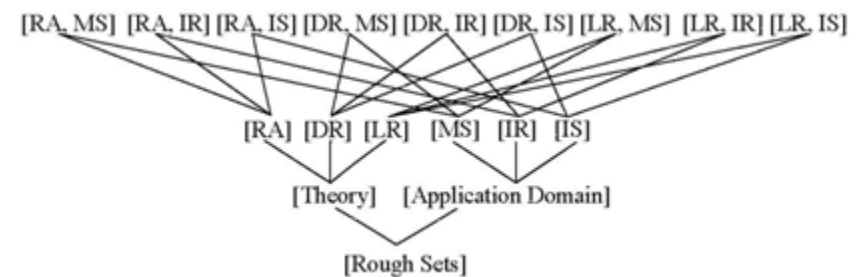 [RA, MS] [RA, IR] [RA, IS] [DR, MS] [DR, IR] [DR, IS] [LR, MS] [LR, IR] [LR, IS]
[RA] [DR] [LR] [MS] [IR] [IS]
[Theory] [Application Domain]
[Rough Sets]